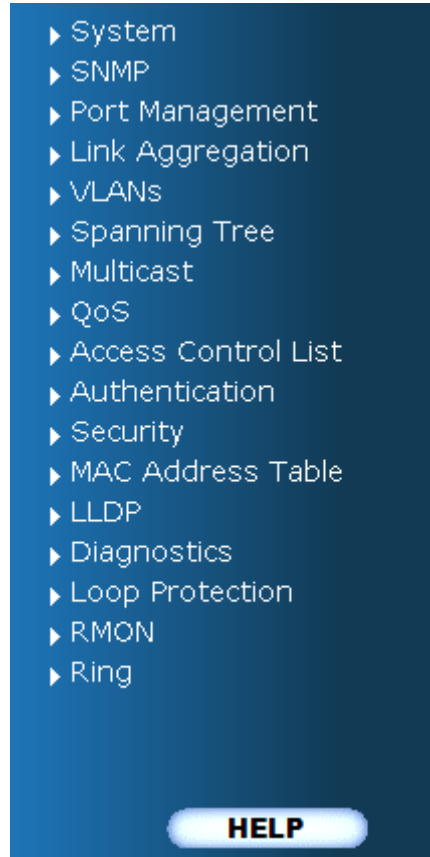 System
SNMP
Port Management
Link Aggregation
VLANs
Spanning Tree
Multicast
QoS
Access Control List
Authentication
Security
MAC Address Table
LLDP
Diagnostics
Loop Protection
RMON
Ring
HELP